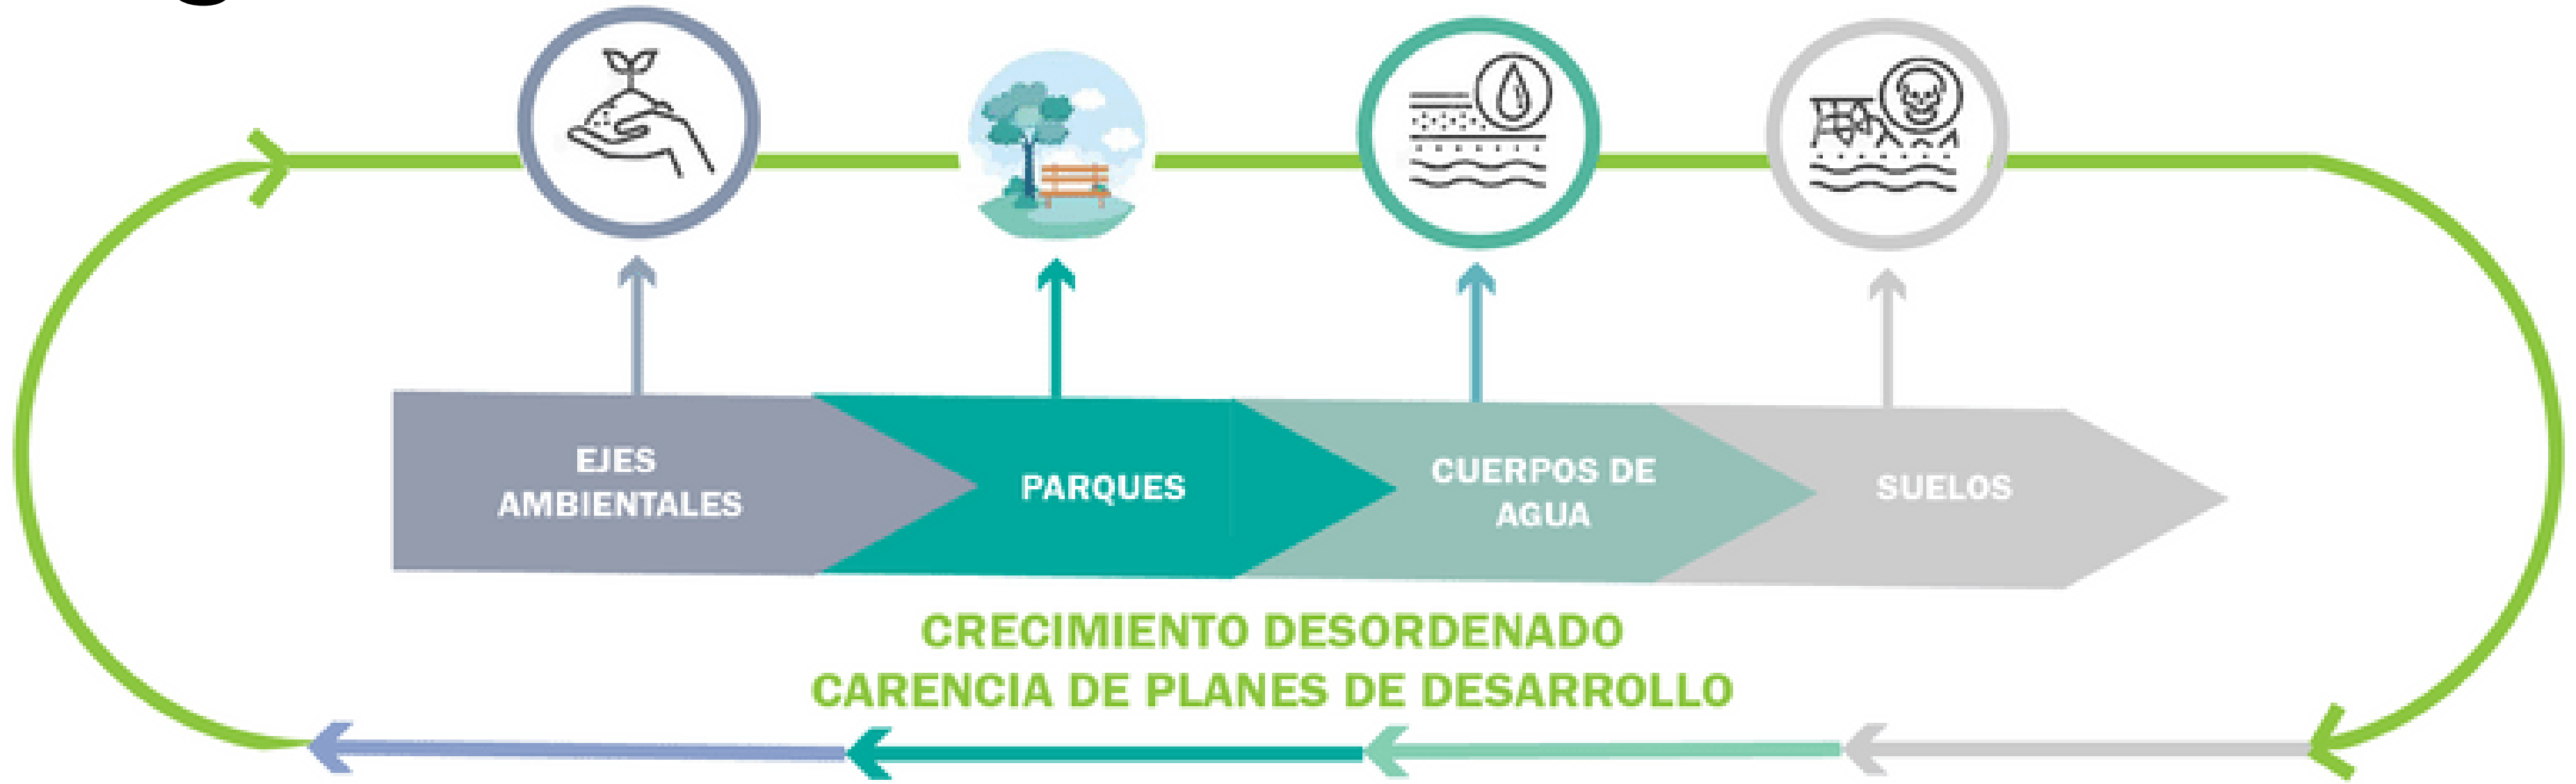 EJES
AMBIENTALES
PARQUES
CUERPOS DE
AGUA
SUELOS
CRECIMIENTO DESORDENADO
CARENCIA DE PLANES DE DESARROLLO